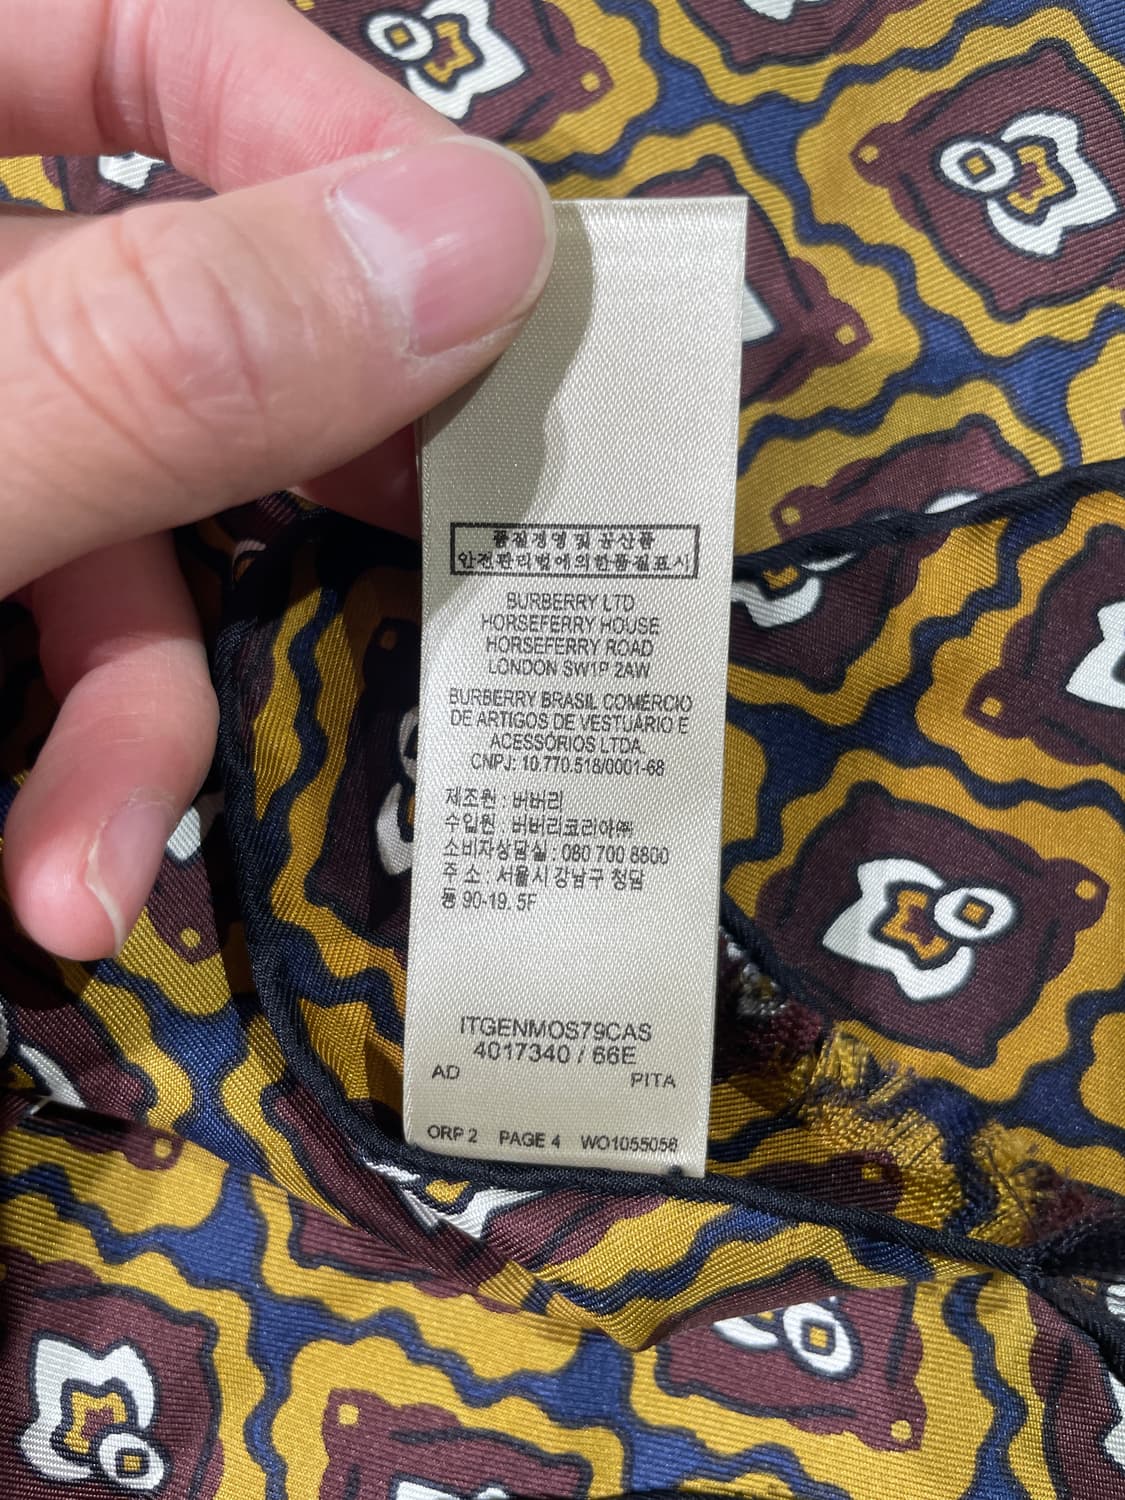 품질경영 및 공산품
안전관리법에의한품질표시
BURBERRY LTD
HORSEFERRY HOUSE
HORSEFERRY ROAD
LONDON SW1P 2AW
BURBERRY BRASIL COMÉRCIO
DE ARTIGOS DE VESTUÁRIO E
ACESSÓRIOS LTDA.
CNPJ: 10.770.518/0001-68
제조원 : 버버리
수입원 : 버버리코리아㈜
소비자상담실 : 080 700 8800
주 소 : 서울시 강남구 청담
동 90-19. 5F
ITGENMOS79CAS
4017340 / 66E
AD PITA
ORP 2 PAGE 4 WO1055056